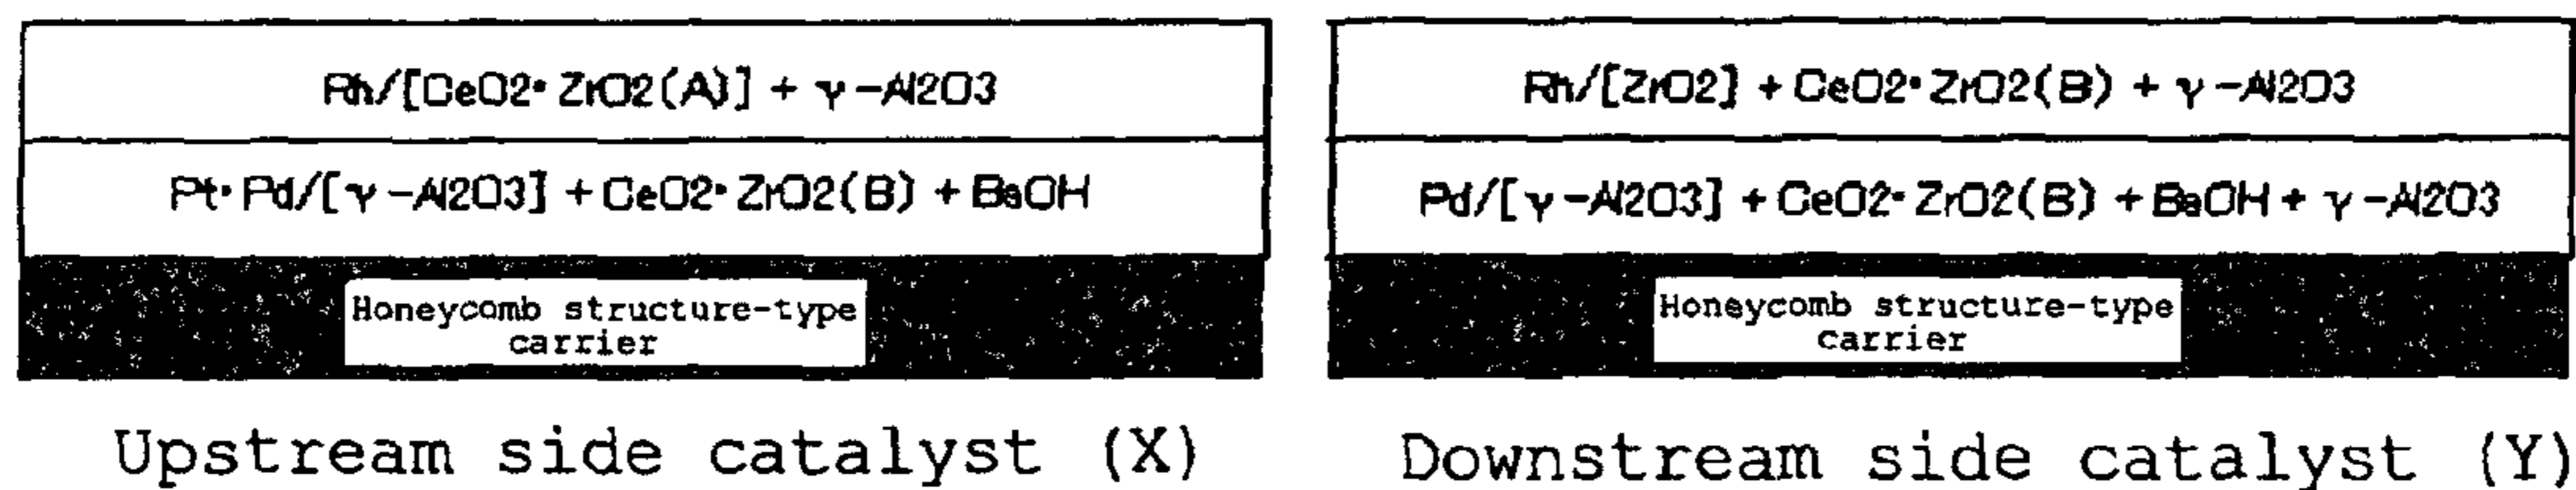 Rh/[CeO2・ZrO2(A)] + γ-Al2O3
Pt・Pd/[γ-Al2O3] + CeO2・ZrO2(B) + BaOH
Honeycomb structure-type
carrier
Upstream side catalyst (X)
Rh/[ZrO2] + CeO2・ZrO2(B) + γ-Al2O3
Pd/[γ-Al2O3] + CeO2・ZrO2(B) + BaOH + γ-Al2O3
Honeycomb structure-type
carrier
Downstream side catalyst (Y)